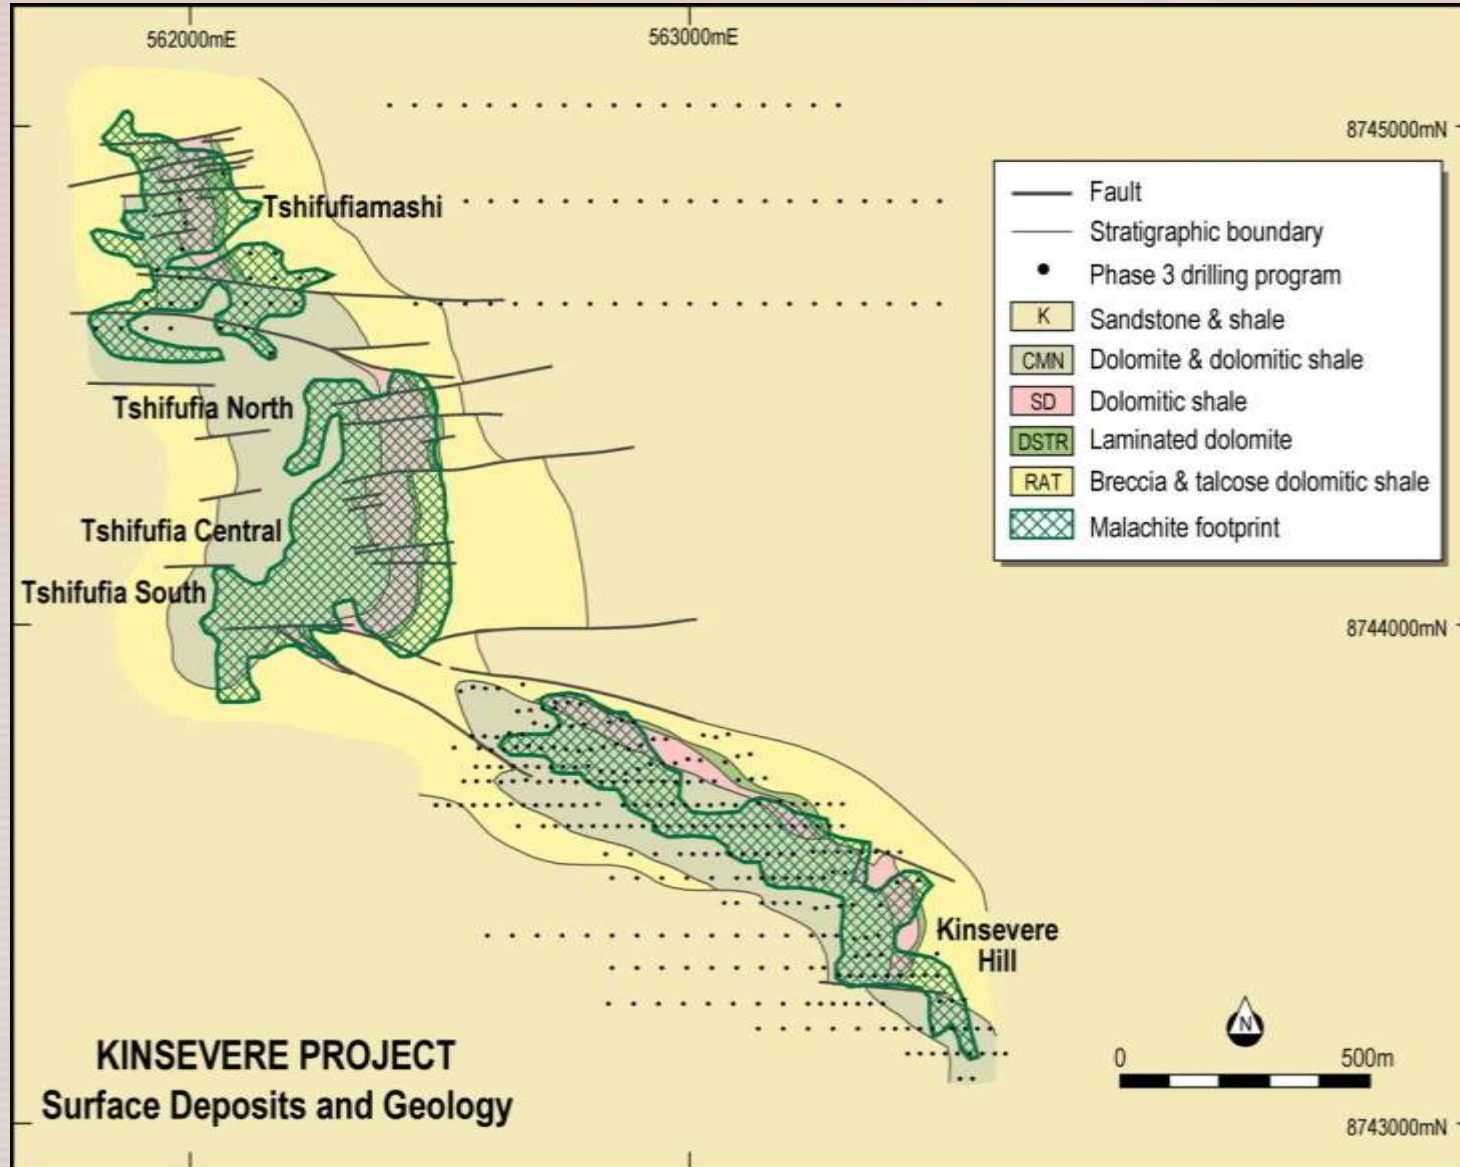 562000mE
563000mE
8745000mN
Fault
Stratigraphic boundary
Phase 3 drilling program
K Sandstone & shale
CMN Dolomite & dolomitic shale
SD Dolomitic shale
DSTR Laminated dolomite
RAT Breccia & talcose dolomitic shale
Malachite footprint
Tshifufiamashi
Tshifufia North
Tshifufia Central
Tshifufia South
8744000mN
Kinsevere
Hill
N
0 500m
KINSEVERE PROJECT
Surface Deposits and Geology
8743000mN